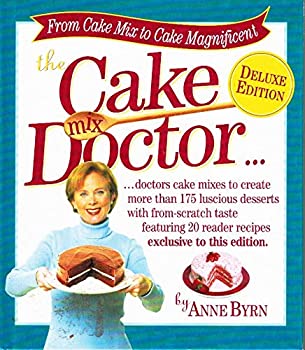 From Cake Mix to Cake Magnificent
the
Cake
mix
Doctor...
DELUXE
EDITION
...doctors cake mixes to create
more than 175 luscious desserts
with from-scratch taste
featuring 20 reader recipes
exclusive to this edition.
by ANNE BYRN